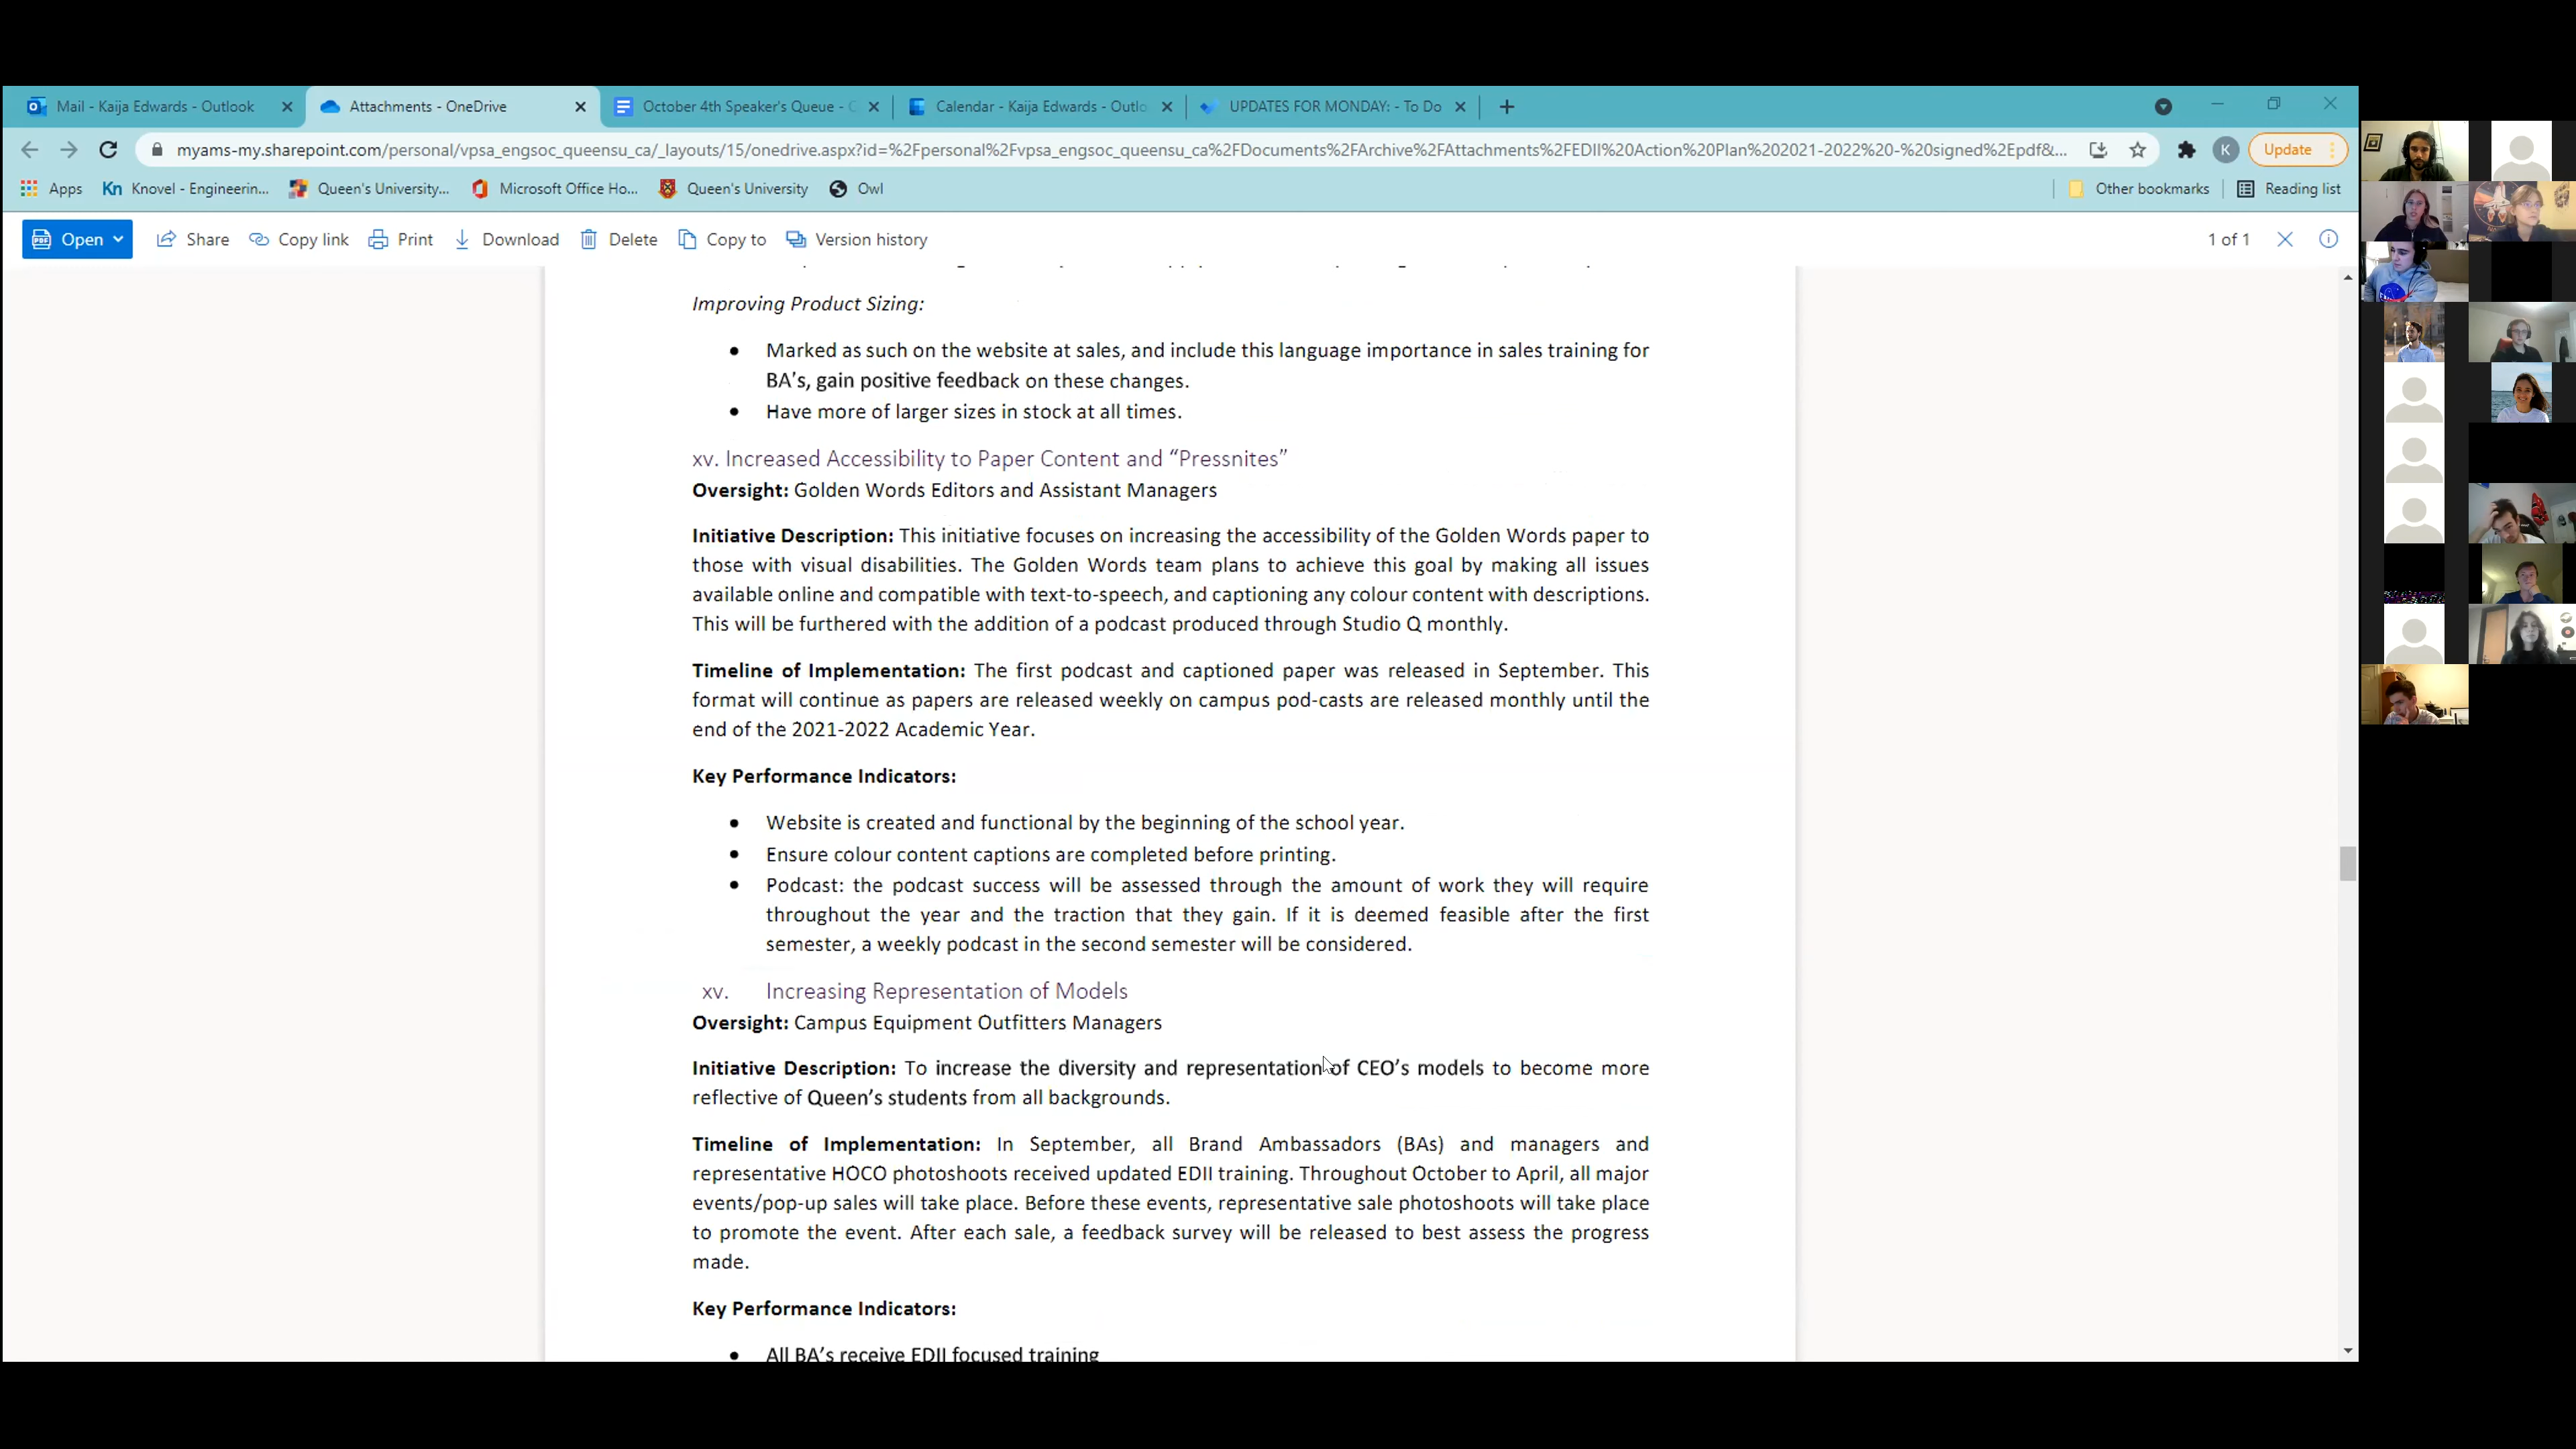 Mail - Kaija Edwards - Outlook
Attachments - OneDrive
October 4th Speaker's Queue - 
Calendar - Kaija Edwards - Outlo
UPDATES FOR MONDAY: - To Do
myams-my.sharepoint.com/personal/vpsa_engsoc_queensu_ca/_layouts/15/onedrive.aspx?id=%2Fpersonal%2Fvpsa_engsoc_queensu_ca%2FDocuments%2FArchive%2FAttachments%2FEDII%20Action%20Plan%202021-2022%20-%20signed%2Epdf&...
K
Update
Apps
Kn Knovel - Engineerin...
Queen's University...
Microsoft Office Ho...
Queen's University
Owl
Other bookmarks
Reading list
Open
Share
Copy link
Print
Download
Delete
Copy to
Version history
1 of 1
Improving Product Sizing:
• Marked as such on the website at sales, and include this language importance in sales training for
BA's, gain positive feedback on these changes.
• Have more of larger sizes in stock at all times.
xv. Increased Accessibility to Paper Content and “Pressnites”
Oversight: Golden Words Editors and Assistant Managers
Initiative Description: This initiative focuses on increasing the accessibility of the Golden Words paper to
those with visual disabilities. The Golden Words team plans to achieve this goal by making all issues
available online and compatible with text-to-speech, and captioning any colour content with descriptions.
This will be furthered with the addition of a podcast produced through Studio Q monthly.
Timeline of Implementation: The first podcast and captioned paper was released in September. This
format will continue as papers are released weekly on campus pod-casts are released monthly until the
end of the 2021-2022 Academic Year.
Key Performance Indicators:
• Website is created and functional by the beginning of the school year.
• Ensure colour content captions are completed before printing.
• Podcast: the podcast success will be assessed through the amount of work they will require
throughout the year and the traction that they gain. If it is deemed feasible after the first
semester, a weekly podcast in the second semester will be considered.
xv. Increasing Representation of Models
Oversight: Campus Equipment Outfitters Managers
Initiative Description: To increase the diversity and representation of CEO's models to become more
reflective of Queen's students from all backgrounds.
Timeline of Implementation: In September, all Brand Ambassadors (BAs) and managers and
representative HOCO photoshoots received updated EDII training. Throughout October to April, all major
events/pop-up sales will take place. Before these events, representative sale photoshoots will take place
to promote the event. After each sale, a feedback survey will be released to best assess the progress
made.
Key Performance Indicators:
• All BA's receive EDII focused training